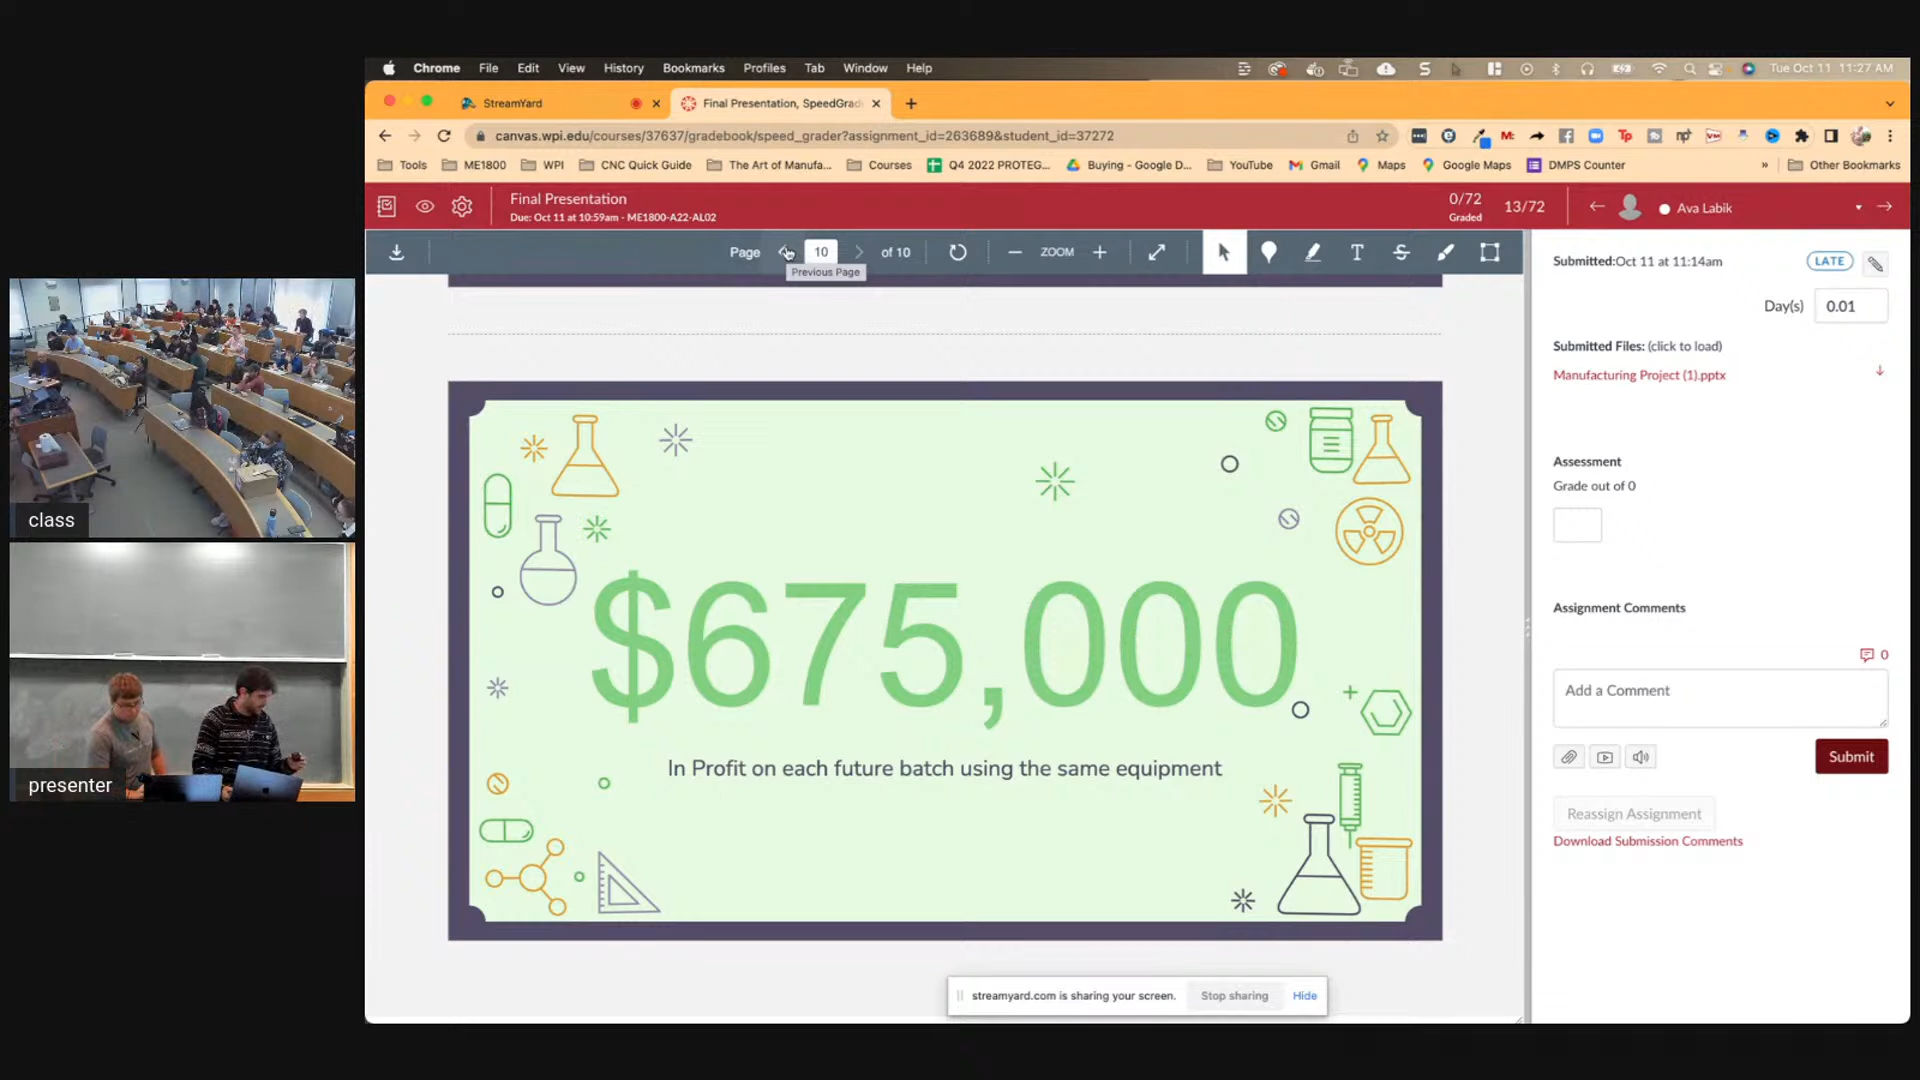 Chrome File Edit View History Bookmarks Profiles Tab Window Help
Tue Oct 11 11:27 AM
StreamYard
Final Presentation, SpeedGrad
canvas.wpi.edu/courses/37637/gradebook/speed_grader?assignment_id=263689&student_id=37272
Tools ME1800 WPI CNC Quick Guide The Art of Manufa... Courses Q4 2022 PROTEG... Buying - Google D... YouTube Gmail Maps Google Maps DMPS Counter » Other Bookmarks
Final Presentation
Due: Oct 11 at 10:59am - ME1800-A22-AL02
0/72
Graded
13/72
Ava Labik
Page 10 of 10 ZOOM
Previous Page
$675,000
In Profit on each future batch using the same equipment
Submitted:Oct 11 at 11:14am
LATE
Day(s) 0.01
Submitted Files: (click to load)
Manufacturing Project (1).pptx
Assessment
Grade out of 0
Assignment Comments
0
Add a Comment
Submit
Reassign Assignment
Download Submission Comments
streamyard.com is sharing your screen. Stop sharing Hide
class
presenter